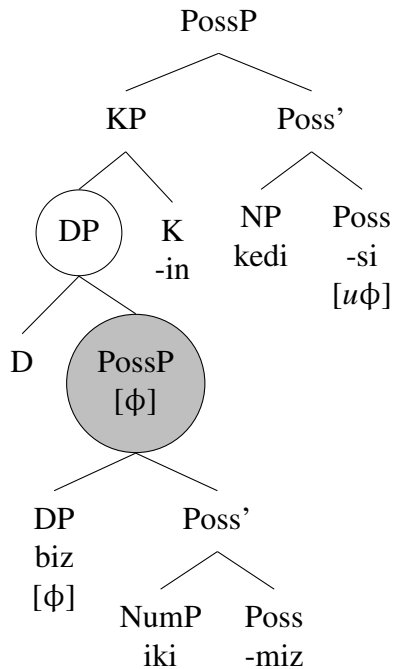 PossP
KP Poss'
DP K NP Poss
-in kedi -si
[uϕ]
D PossP
[ϕ]
DP Poss'
biz
[ϕ]
NumP Poss
iki -miz